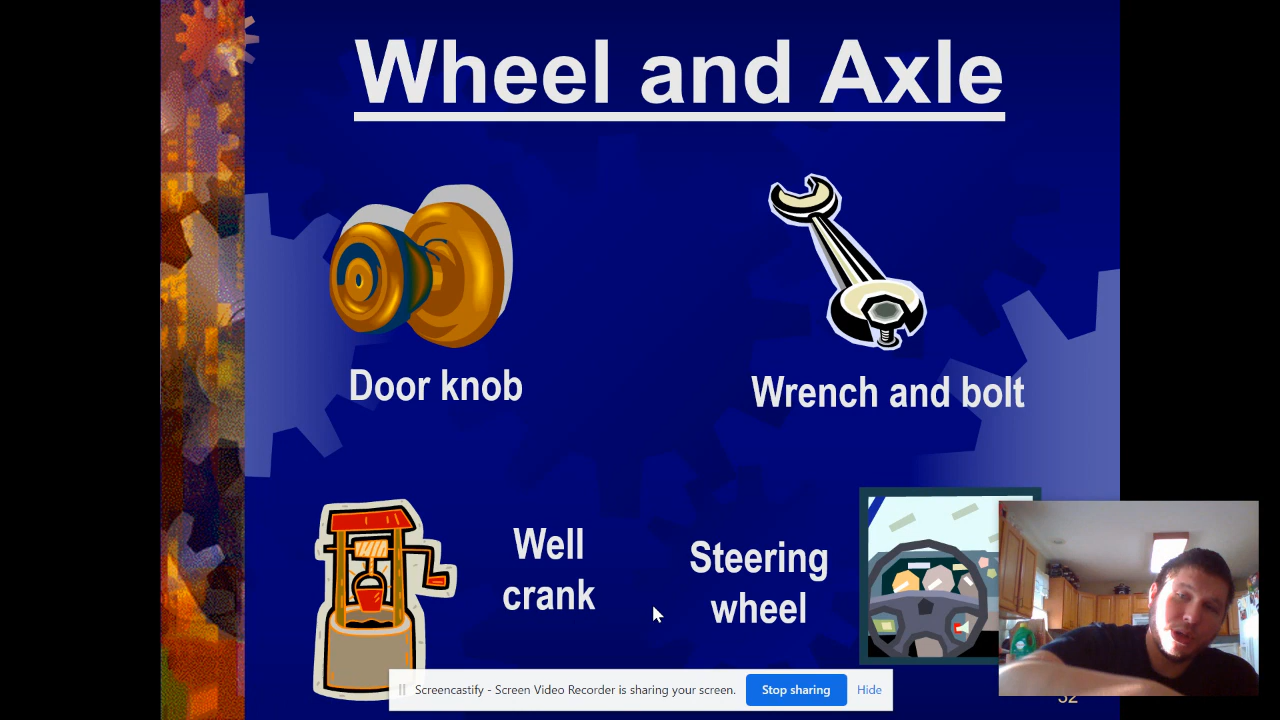 Wheel and Axle
Door knob
Wrench and bolt
Well
crank
Steering
wheel
Screencastify - Screen Video Recorder is sharing your screen.
Stop sharing
Hide
32